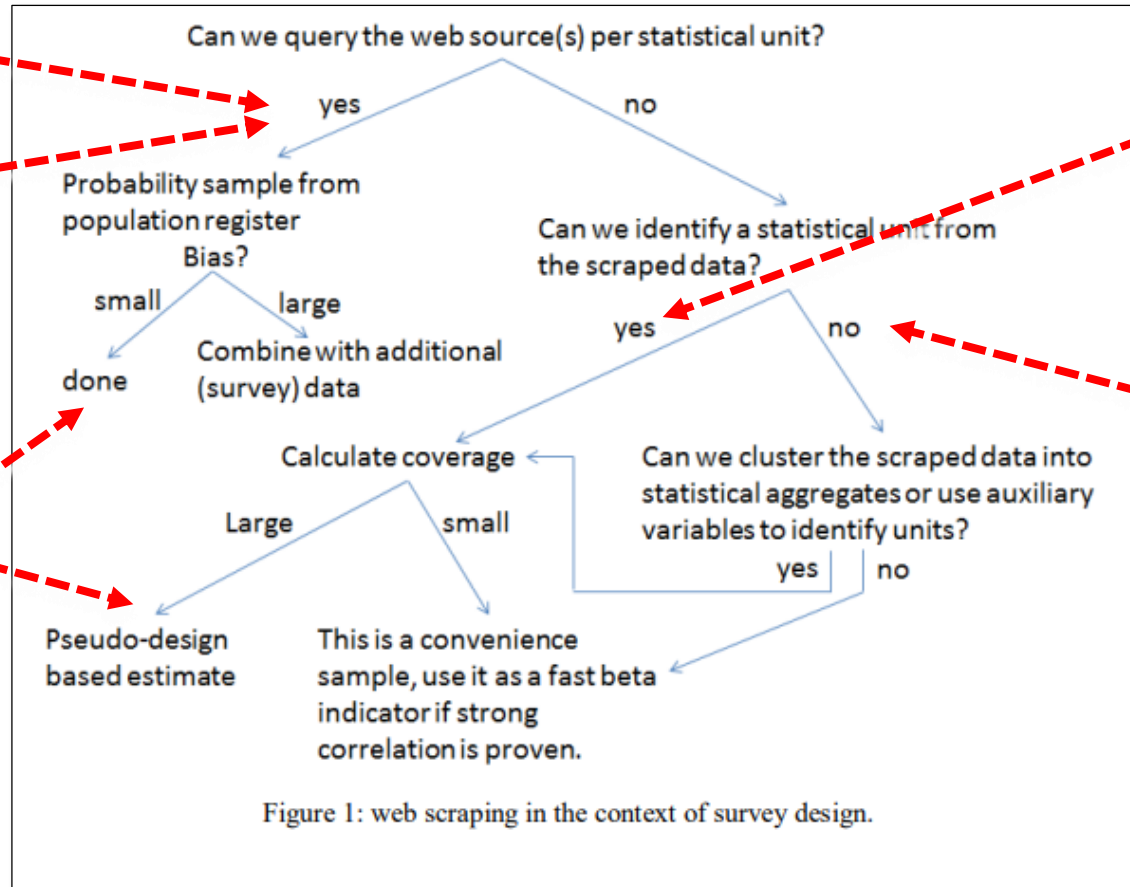 Can we query the web source(s) per statistical unit?
yes
no
Probability sample from
population register
Bias?
Can we identify a statistical unit from
the scraped data?
small
large
yes
no
done
Combine with additional
(survey) data
Calculate coverage
Can we cluster the scraped data into
statistical aggregates or use auxiliary
variables to identify units?
Large
small
yes
no
Pseudo-design
based estimate
This is a convenience
sample, use it as a fast beta
indicator if strong
correlation is proven.
Figure 1: web scraping in the context of survey design.